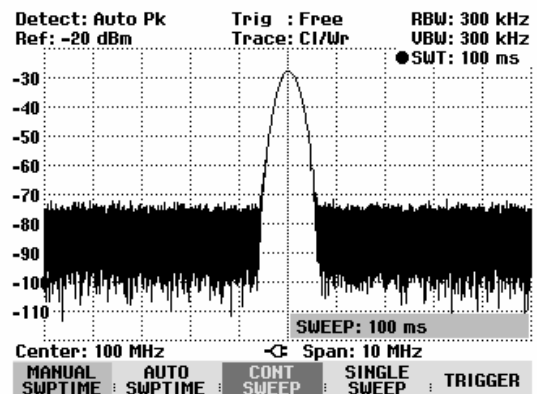 Detect: Auto Pk Trig : Free RBW: 300 kHz
Ref: -20 dBm Trace: Cl/Wr VBW: 300 kHz
SWT: 100 ms
-30
-40
-50
-60
-70
-80
-90
-100
-110
SWEEP: 100 ms
Center: 100 MHz Span: 10 MHz
MANUAL SWPTIME : AUTO SWPTIME : CONT SWEEP SINGLE SWEEP : TRIGGER